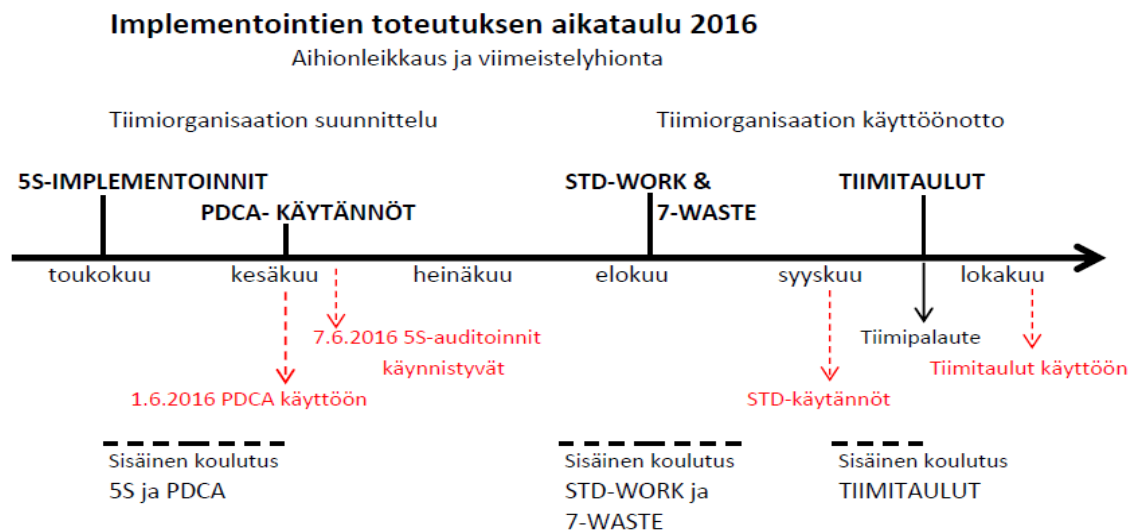 Implementointien toteutuksen aikataulu 2016
Aihionleikkaus ja viimeistelyhionta
Tiimiorganisaation suunnittelu
Tiimiorganisaation käyttöönotto
5S-IMPLEMENTOINNIT
PDCA- KÄYTÄNNÖT
STD-WORK &
7-WASTE
TIIMITAULUT
toukokuu
kesäkuu
heinäkuu
elokuu
syyskuu
lokakuu
7.6.2016 5S-auditoinnit
käynnistyvät
1.6.2016 PDCA käyttöön
STD-käytännöt
Tiimipalaute
Tiimitaulut käyttöön
Sisäinen koulutus
5S ja PDCA
Sisäinen koulutus
STD-WORK ja
7-WASTE
Sisäinen koulutus
TIIMITAULUT